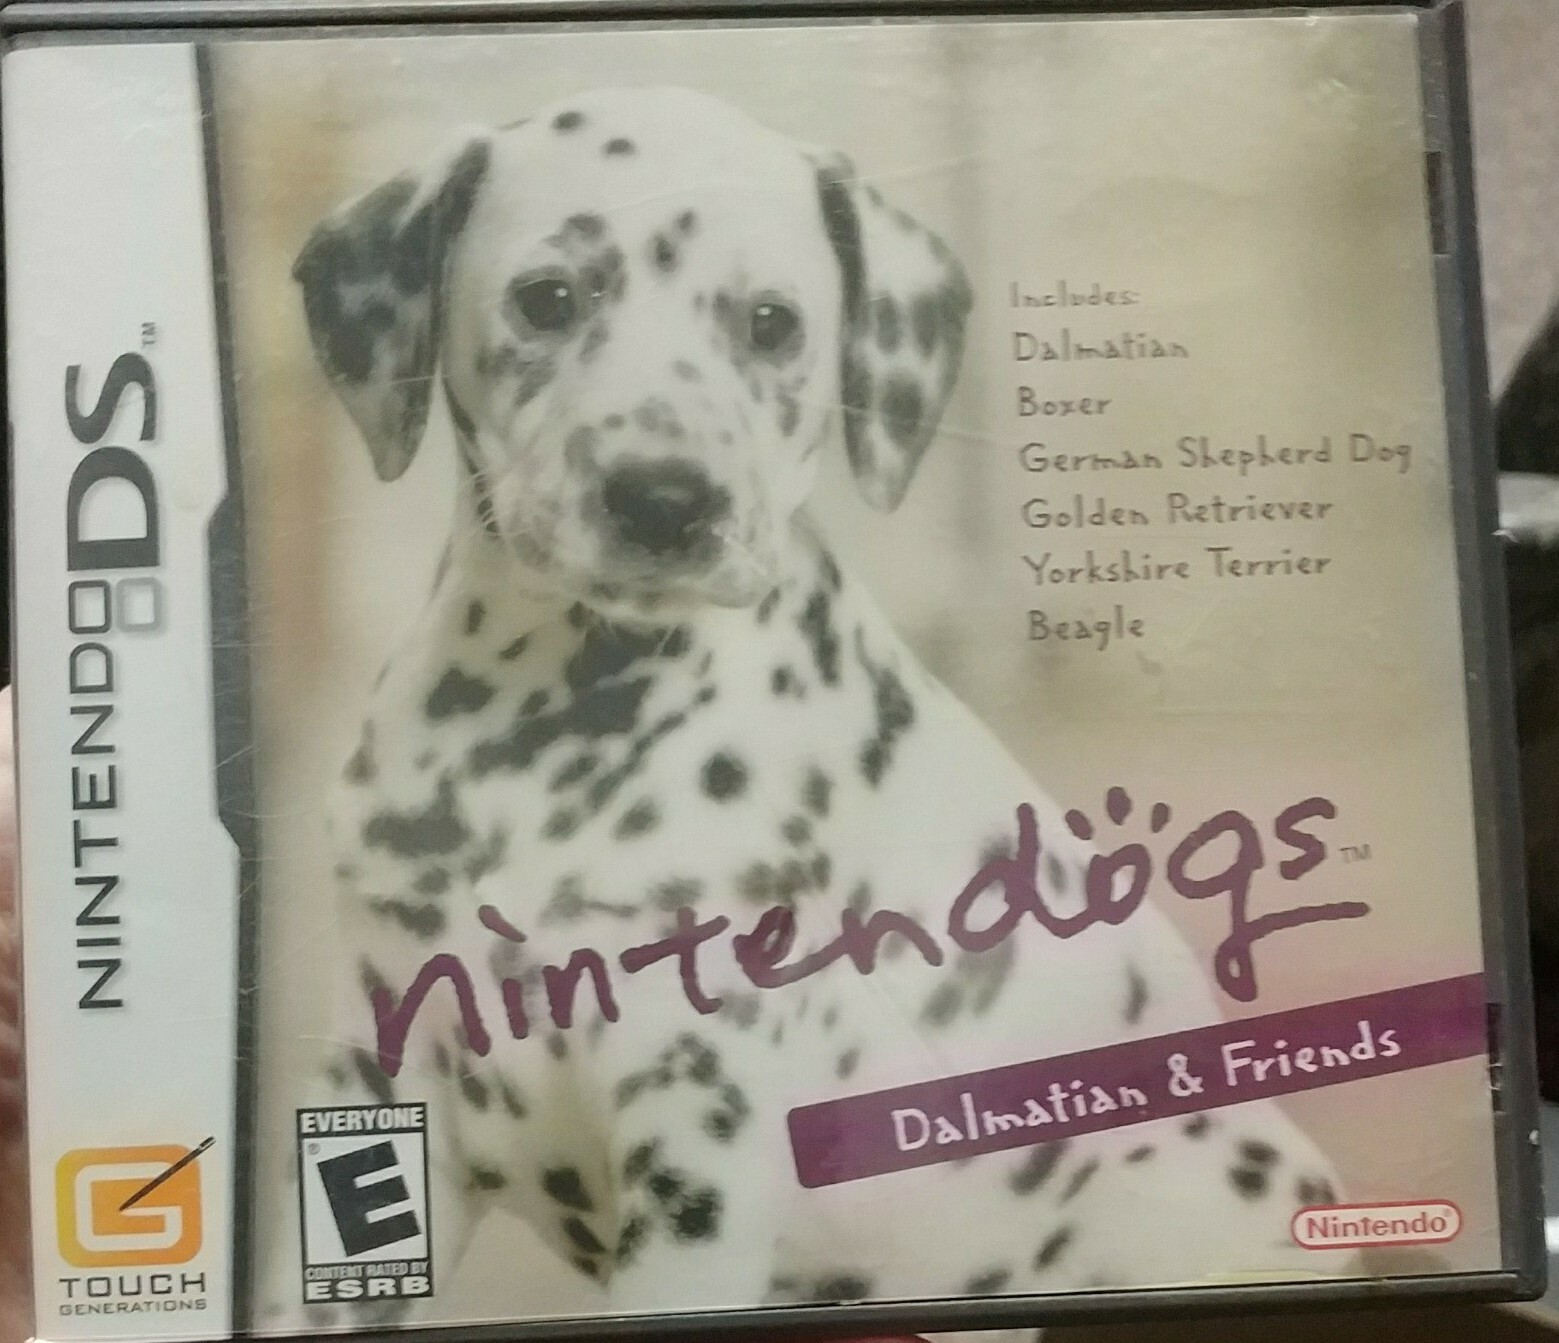 NINTENDO DS™
Includes:
Dalmatian
Boxer
German Shepherd Dog
Golden Retriever
Yorkshire Terrier
Beagle
nintendögs™
Dalmatian & Friends
EVERYONE
E®
CONTENT RATED BY
ESRB
TOUCH
GENERATIONS
Nintendo®